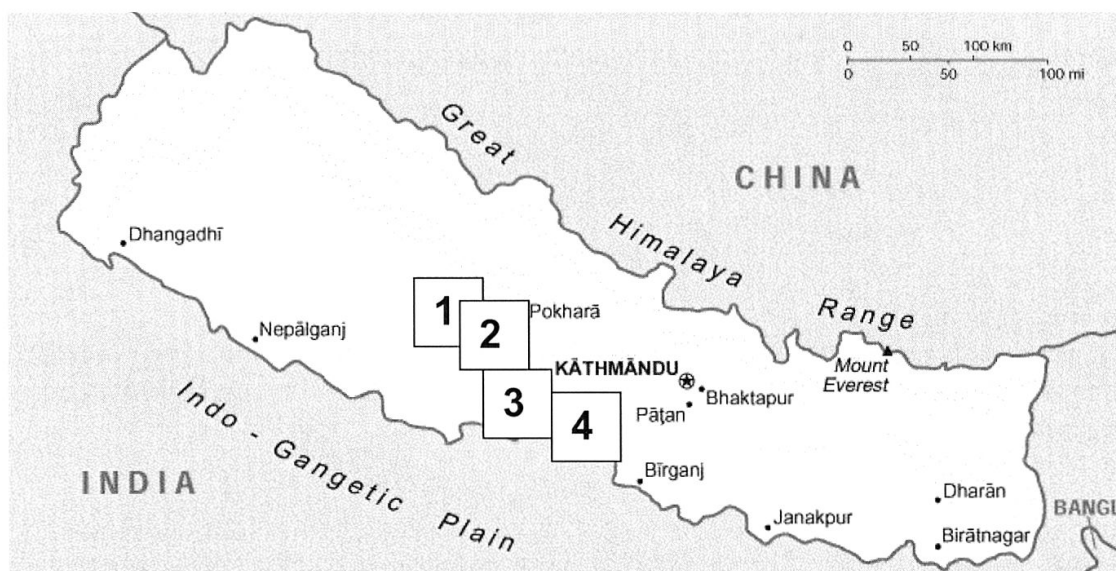 0 50 100 km
0 50 100 mi
Great
Himalaya
Range
CHINA
Dhangadhī
Nepālganj
1
2
Pokharā
3
4
KĀTHMĀNDU
Bhaktapur
Pāṭan
Mount
Everest
Bīrganj
Indo - Gangetic Plain
INDIA
Janakpur
Dharān
Birātnagar
BANGL